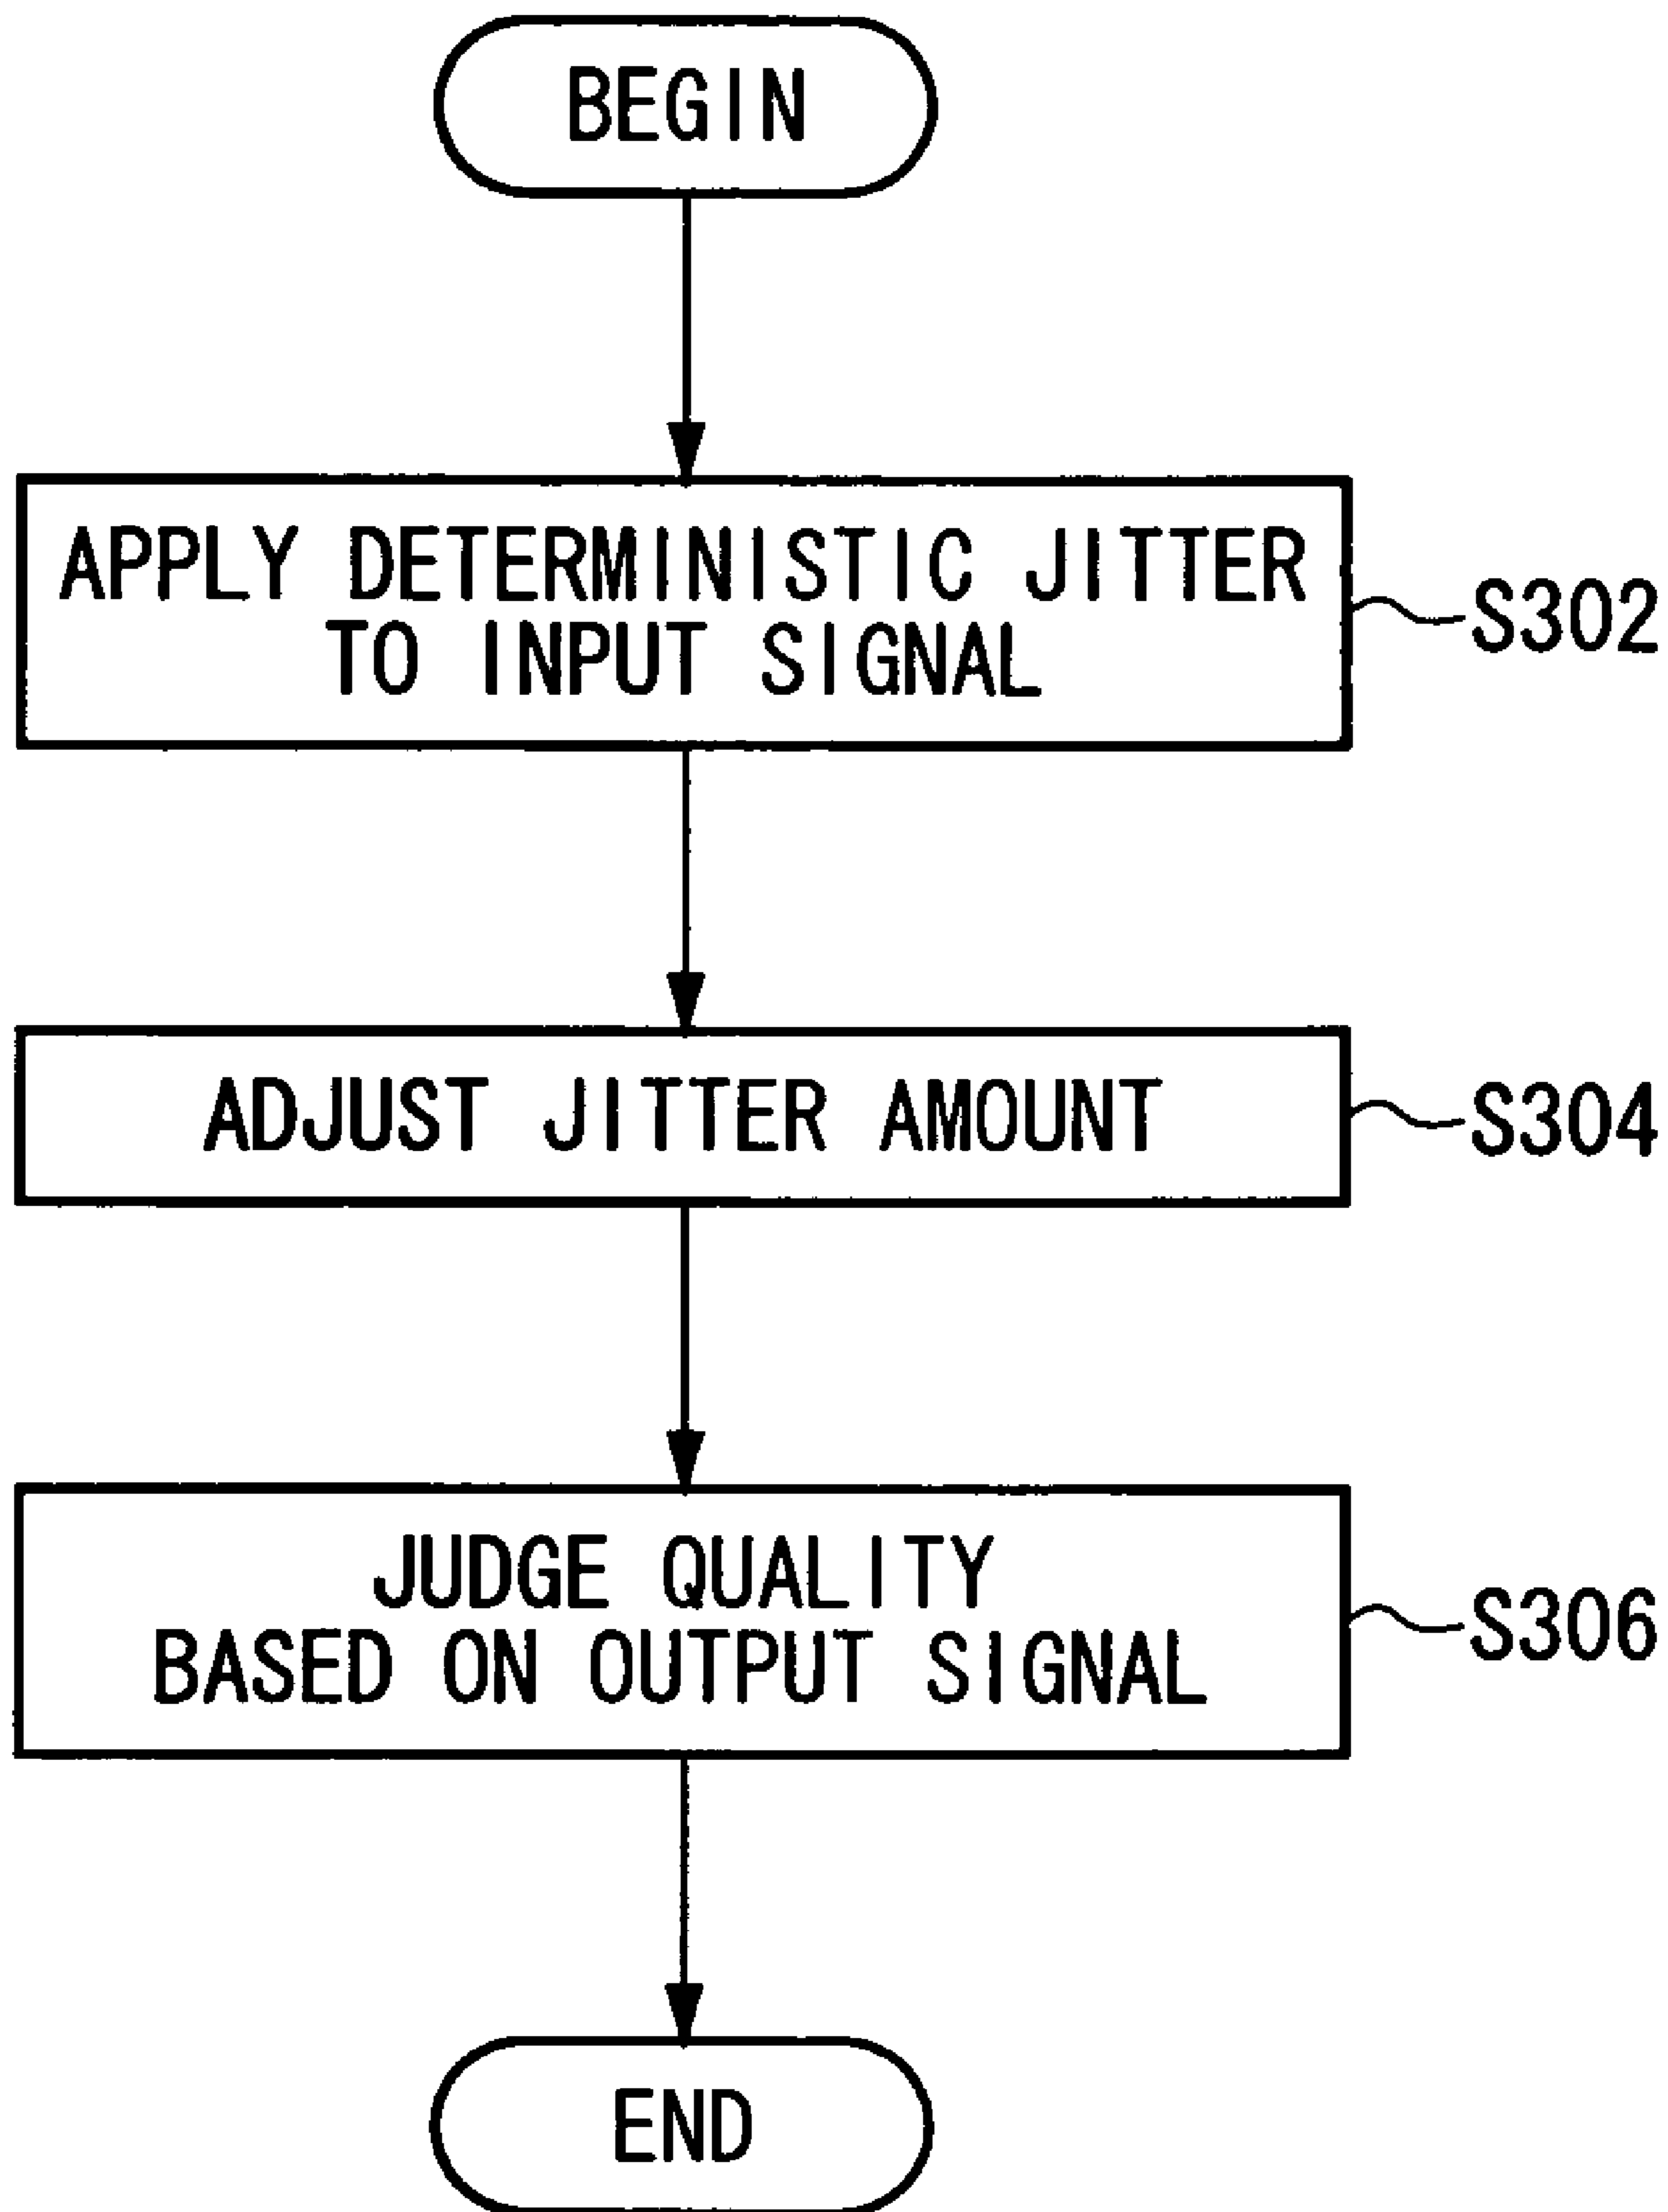 BEGIN
APPLY DETERMINISTIC JITTER
TO INPUT SIGNAL
S302
ADJUST JITTER AMOUNT
S304
JUDGE QUALITY
BASED ON OUTPUT SIGNAL
S306
END